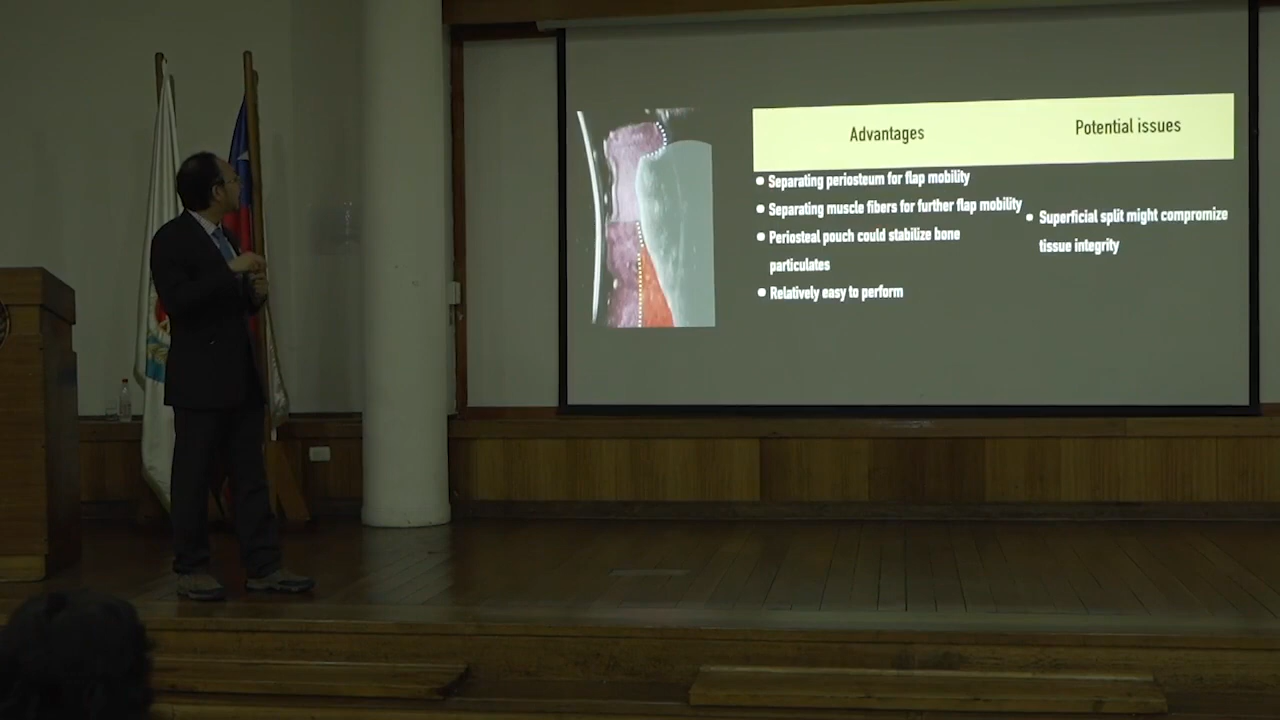 Advantages
Potential issues
Separating periosteum for flap mobility
Separating muscle fibers for further flap mobility
Periosteal pouch could stabilize bone
particulates
Relatively easy to perform
Superficial split might compromize
tissue integrity